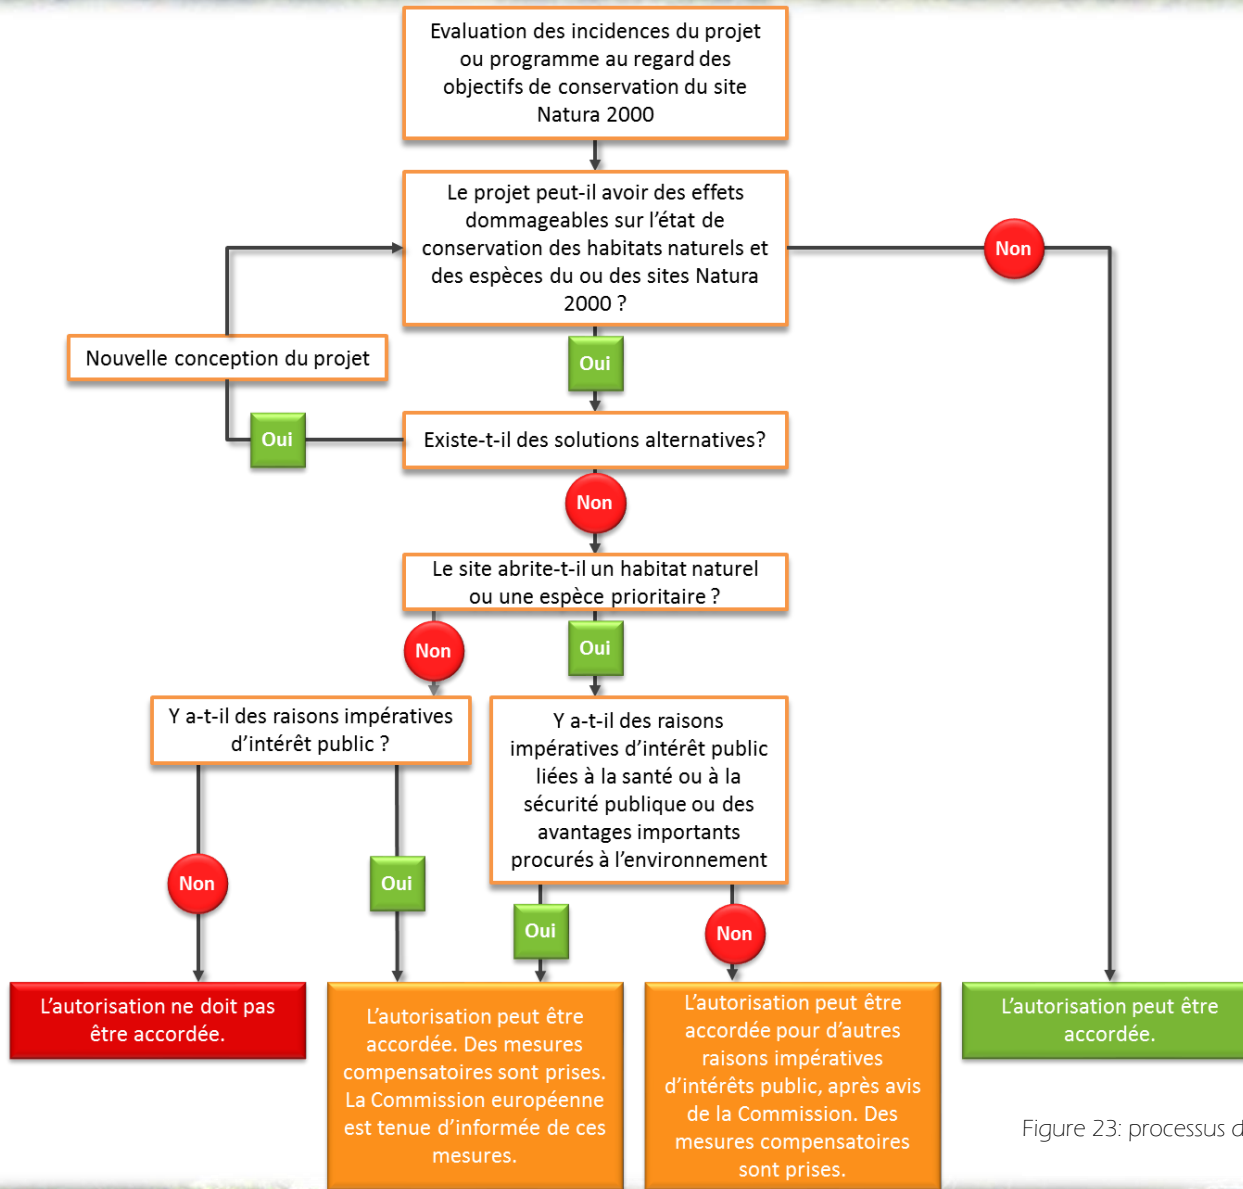 Evaluation des incidences du projet
ou programme au regard des
objectifs de conservation du site
Natura 2000
Le projet peut-il avoir des effets
dommageables sur l’état de
conservation des habitats naturels et
des espèces du ou des sites Natura
2000 ?
Non
Nouvelle conception du projet
Oui
Oui
Existe-t-il des solutions alternatives?
Non
Le site abrite-t-il un habitat naturel
ou une espèce prioritaire ?
Non
Oui
Y a-t-il des raisons impératives
d’intérêt public ?
Y a-t-il des raisons
impératives d’intérêt public
liées à la santé ou à la
sécurité publique ou des
avantages importants
procurés à l’environnement
Non
Oui
Oui
Non
L’autorisation ne doit pas
être accordée.
L’autorisation peut être
accordée. Des mesures
compensatoires sont prises.
La Commission européenne
est tenue d’informée de ces
mesures.
L’autorisation peut être
accordée pour d’autres
raisons impératives
d’intérêts public, après avis
de la Commission. Des
mesures compensatoires
sont prises.
L’autorisation peut être
accordée.
Figure 23: processus d